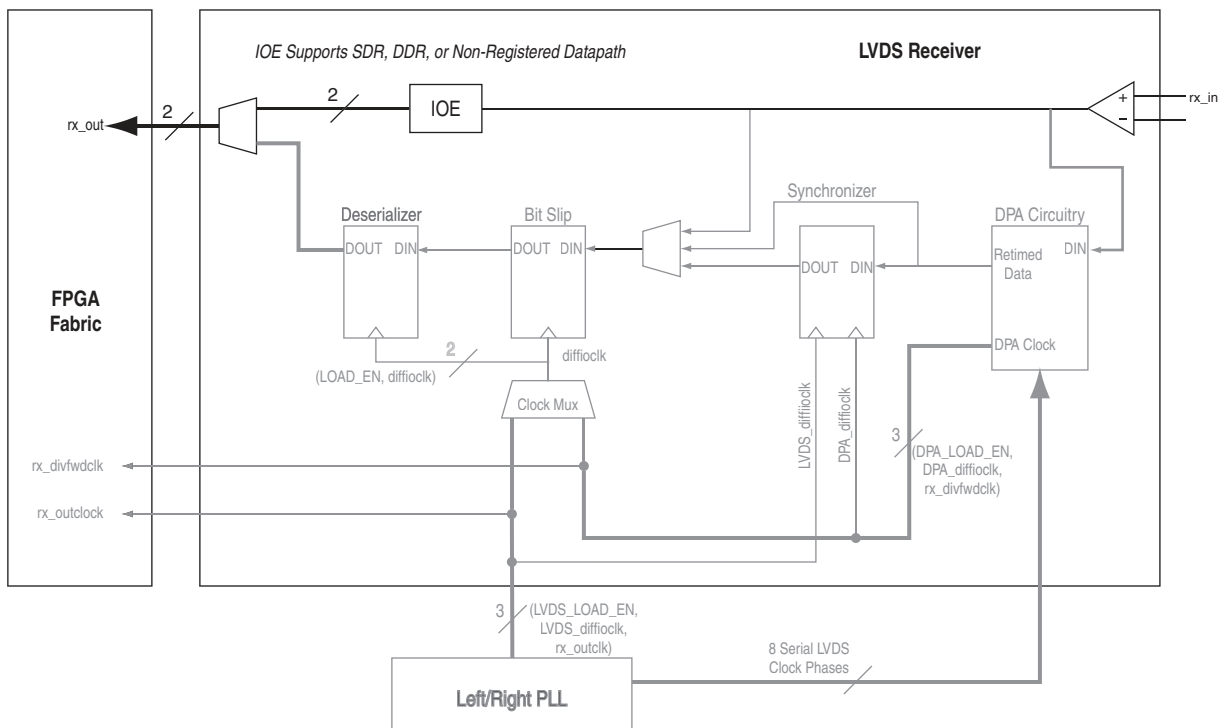 IOE Supports SDR, DDR, or Non-Registered Datapath
LVDS Receiver
2
2
IOE
+
–
rx_in
rx_out
Synchronizer
Deserializer
Bit Slip
DPA Circuitry
DOUT DIN
DOUT DIN
DOUT DIN
Retimed
Data
DIN
FPGA
Fabric
DPA Clock
2
diffioclk
(LOAD_EN, diffioclk)
Clock Mux
LVDS_diffiioclk
DPA_diffioclk
3
(DPA_LOAD_EN,
DPA_diffioclk,
rx_divfwdclk)
rx_divfwdclk
rx_outclock
3
(LVDS_LOAD_EN,
LVDS_diffioclk,
rx_outclk)
8 Serial LVDS
Clock Phases
Left/Right PLL